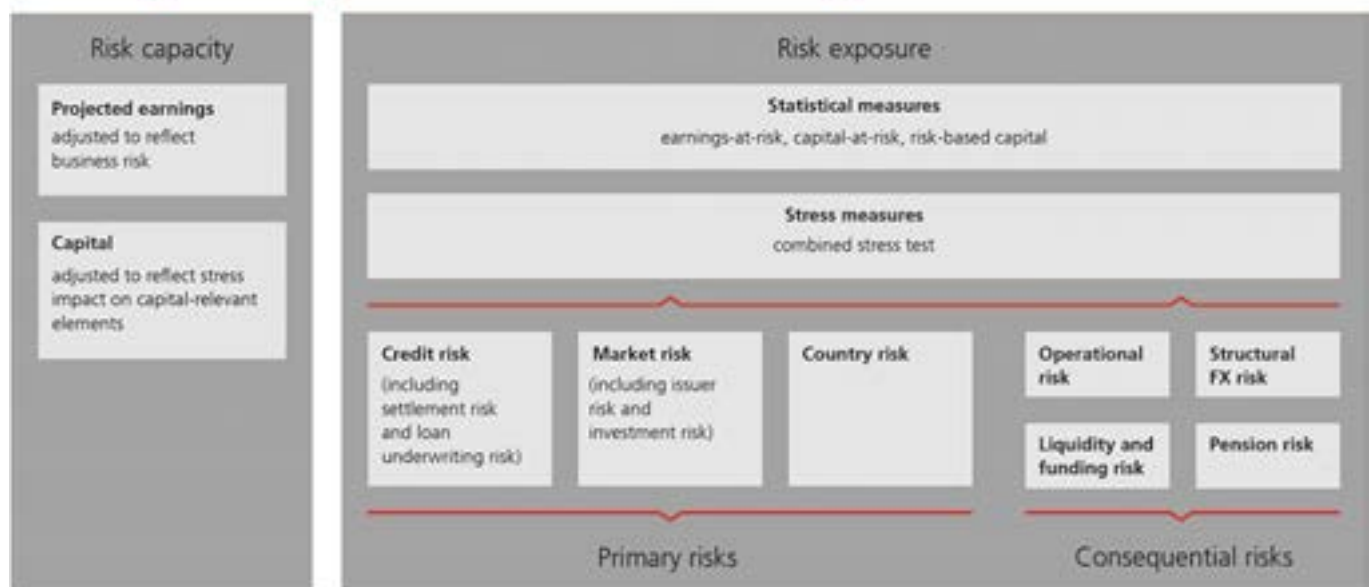 Risk capacity
Projected earnings
adjusted to reflect
business risk
Capital
adjusted to reflect stress
impact on capital-relevant
elements
Risk exposure
Statistical measures
earnings-at-risk, capital-at-risk, risk-based capital
Stress measures
combined stress test
Credit risk
(including
settlement risk
and loan
underwriting risk)
Market risk
(including issuer
risk and
investment risk)
Country risk
Operational
risk
Structural
FX risk
Liquidity and
funding risk
Pension risk
Primary risks
Consequential risks